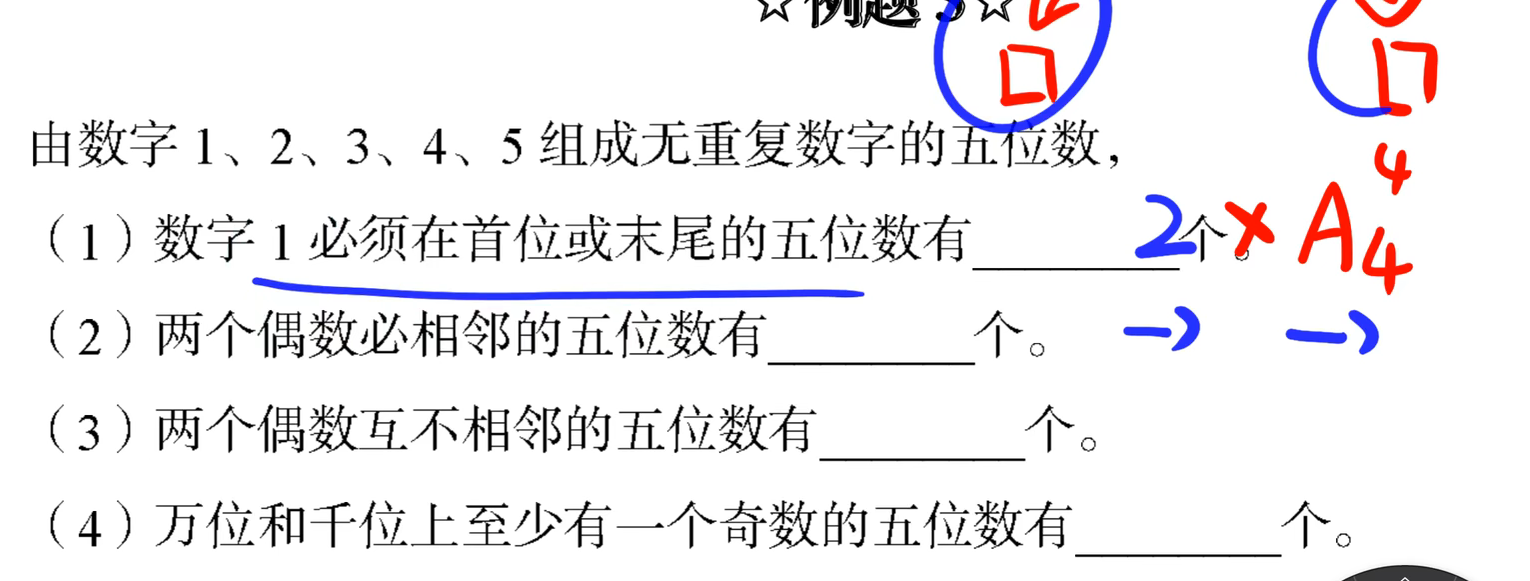 ☆例题 3☆
由数字 1、2、3、4、5 组成无重复数字的五位数，
（1）数字 1 必须在首位或末尾的五位数有________个。 2 × A₄⁴
（2）两个偶数必相邻的五位数有________个。
（3）两个偶数互不相邻的五位数有________个。
（4）万位和千位上至少有一个奇数的五位数有________个。